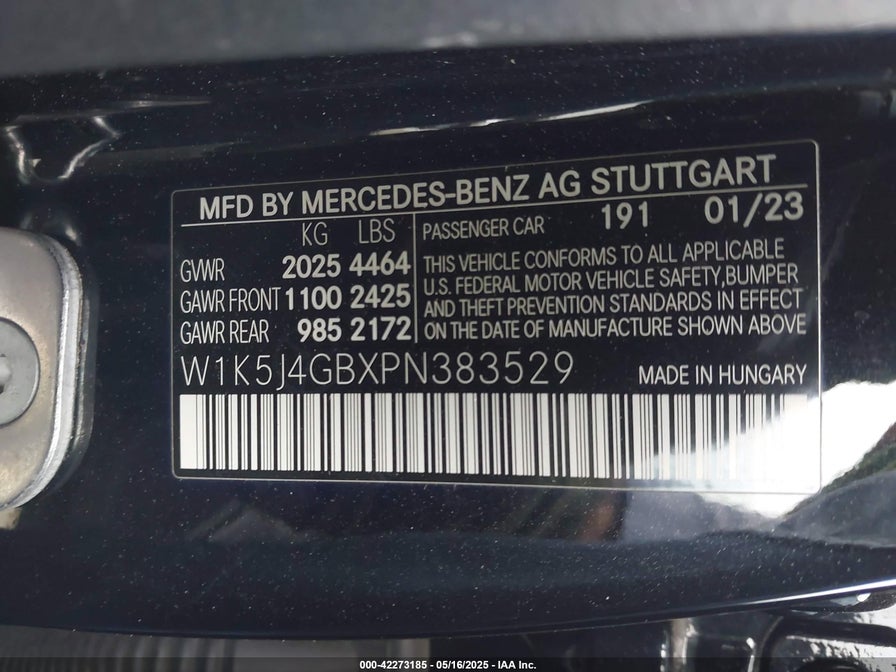 MFD BY MERCEDES-BENZ AG STUTTGART
KG LBS
GVWR 2025 4464
GAWR FRONT 1100 2425
GAWR REAR 985 2172
PASSENGER CAR 191 01/23
THIS VEHICLE CONFORMS TO ALL APPLICABLE
U.S. FEDERAL MOTOR VEHICLE SAFETY,BUMPER
AND THEFT PREVENTION STANDARDS IN EFFECT
ON THE DATE OF MANUFACTURE SHOWN ABOVE
W1K5J4GBXPN383529
MADE IN HUNGARY
000-42273185 - 05/16/2025 - IAA Inc.